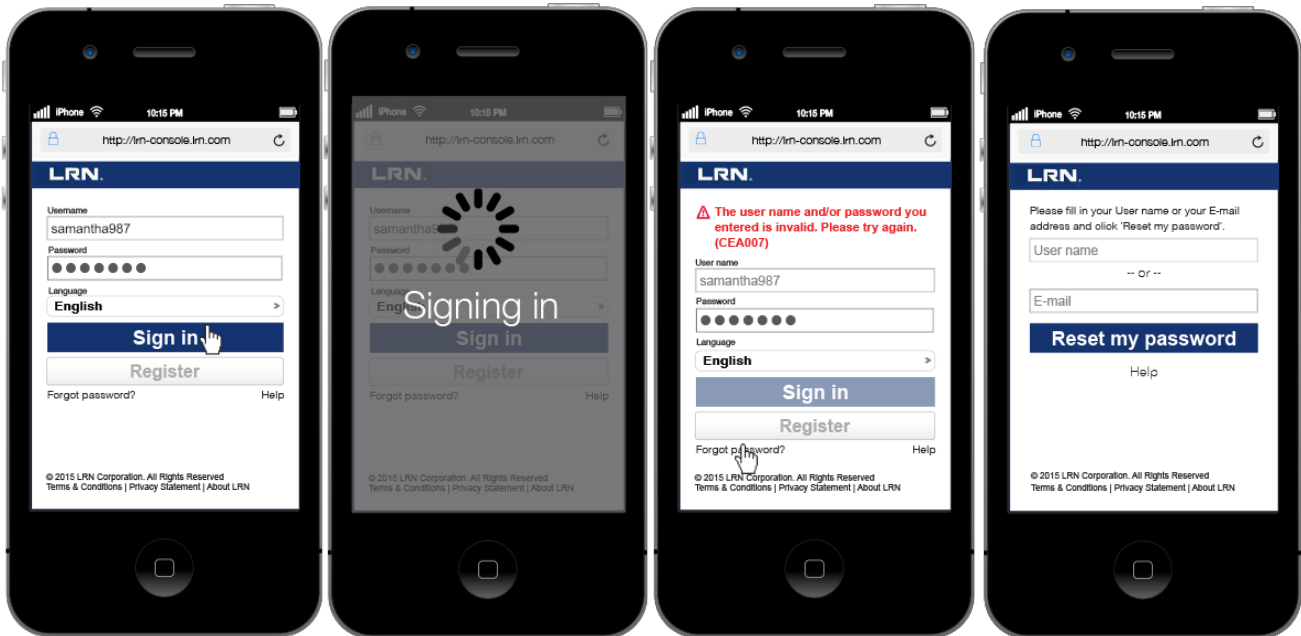 iPhone 10:15 PM
http://lrn-console.lrn.com
LRN.
Username
samantha987
Password
Language
English >
Sign in
Register
Forgot password? Help
© 2015 LRN Corporation. All Rights Reserved
Terms & Conditions | Privacy Statement | About LRN
iPhone 10:15 PM
http://lrn-console.lrn.com
LRN.
Username
samantha9
Password
Language
English >
Signing in
Sign in
Register
Forgot password? Help
© 2015 LRN Corporation. All Rights Reserved
Terms & Conditions | Privacy Statement | About LRN
iPhone 10:15 PM
http://lrn-console.lrn.com
LRN.
The user name and/or password you
entered is invalid. Please try again.
(CEA007)
User name
samantha987
Password
Language
English >
Sign in
Register
Forgot password? Help
© 2015 LRN Corporation. All Rights Reserved
Terms & Conditions | Privacy Statement | About LRN
iPhone 10:15 PM
http://lrn-console.lrn.com
LRN.
Please fill in your User name or your E-mail
address and click 'Reset my password'.
User name
-- or --
E-mail
Reset my password
Help
© 2015 LRN Corporation. All Rights Reserved
Terms & Conditions | Privacy Statement | About LRN